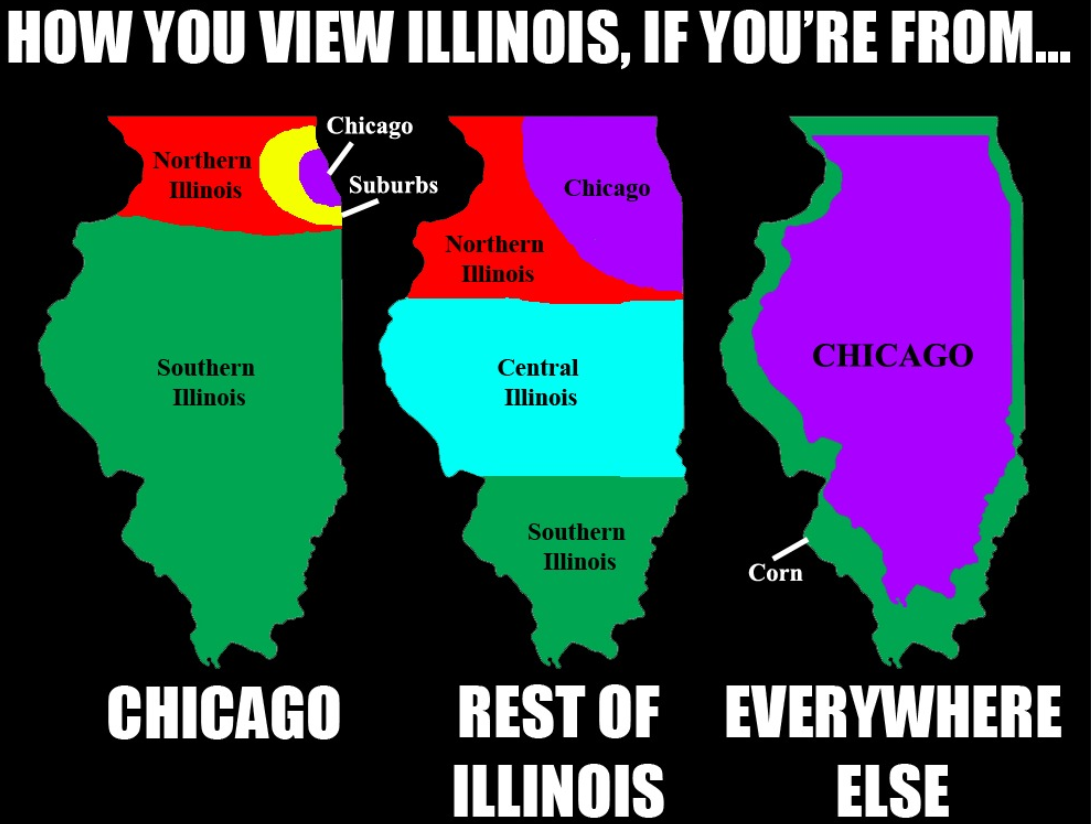 HOW YOU VIEW ILLINOIS, IF YOU'RE FROM...
Chicago
Northern
Illinois
Suburbs
Southern
Illinois
CHICAGO
Chicago
Northern
Illinois
Central
Illinois
Southern
Illinois
REST OF
ILLINOIS
CHICAGO
Corn
EVERYWHERE
ELSE